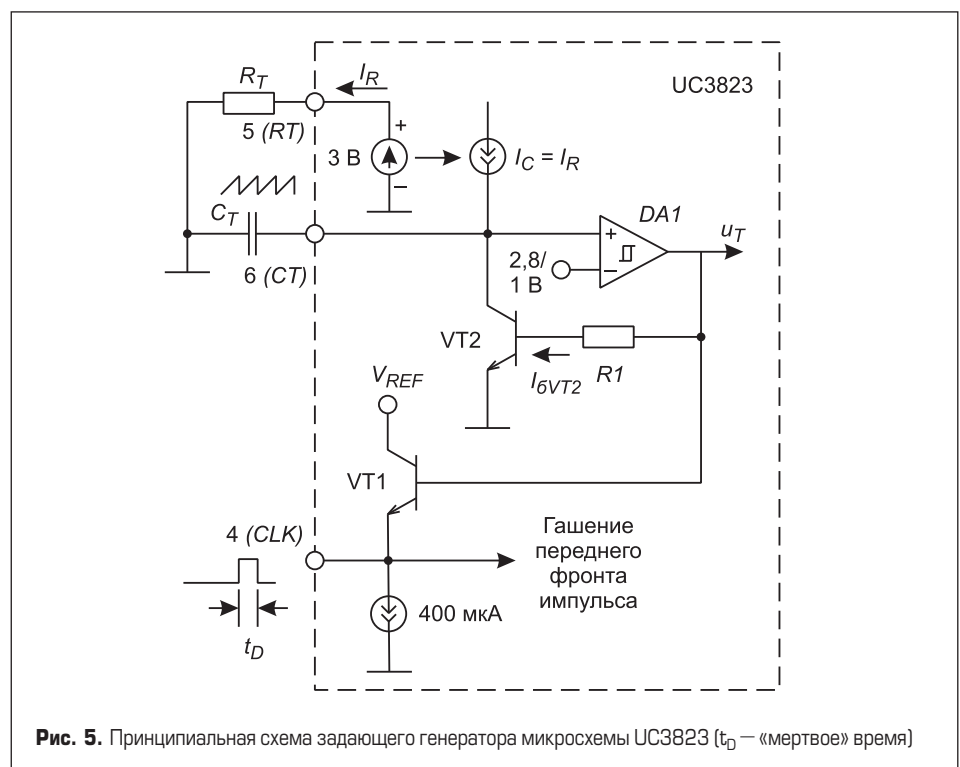 UC3823
R_T
I_R
5 (RT)
3 В
+
−
I_C = I_R
C_T
6 (CT)
DA1
u_T
+
−
2,8/
1 В
VT2
I_бVT2
R1
V_REF
VT1
4 (CLK)
Гашение
переднего
фронта
импульса
400 мкА
t_D
Рис. 5. Принципиальная схема задающего генератора микросхемы UC3823 (t_D — «мертвое» время)